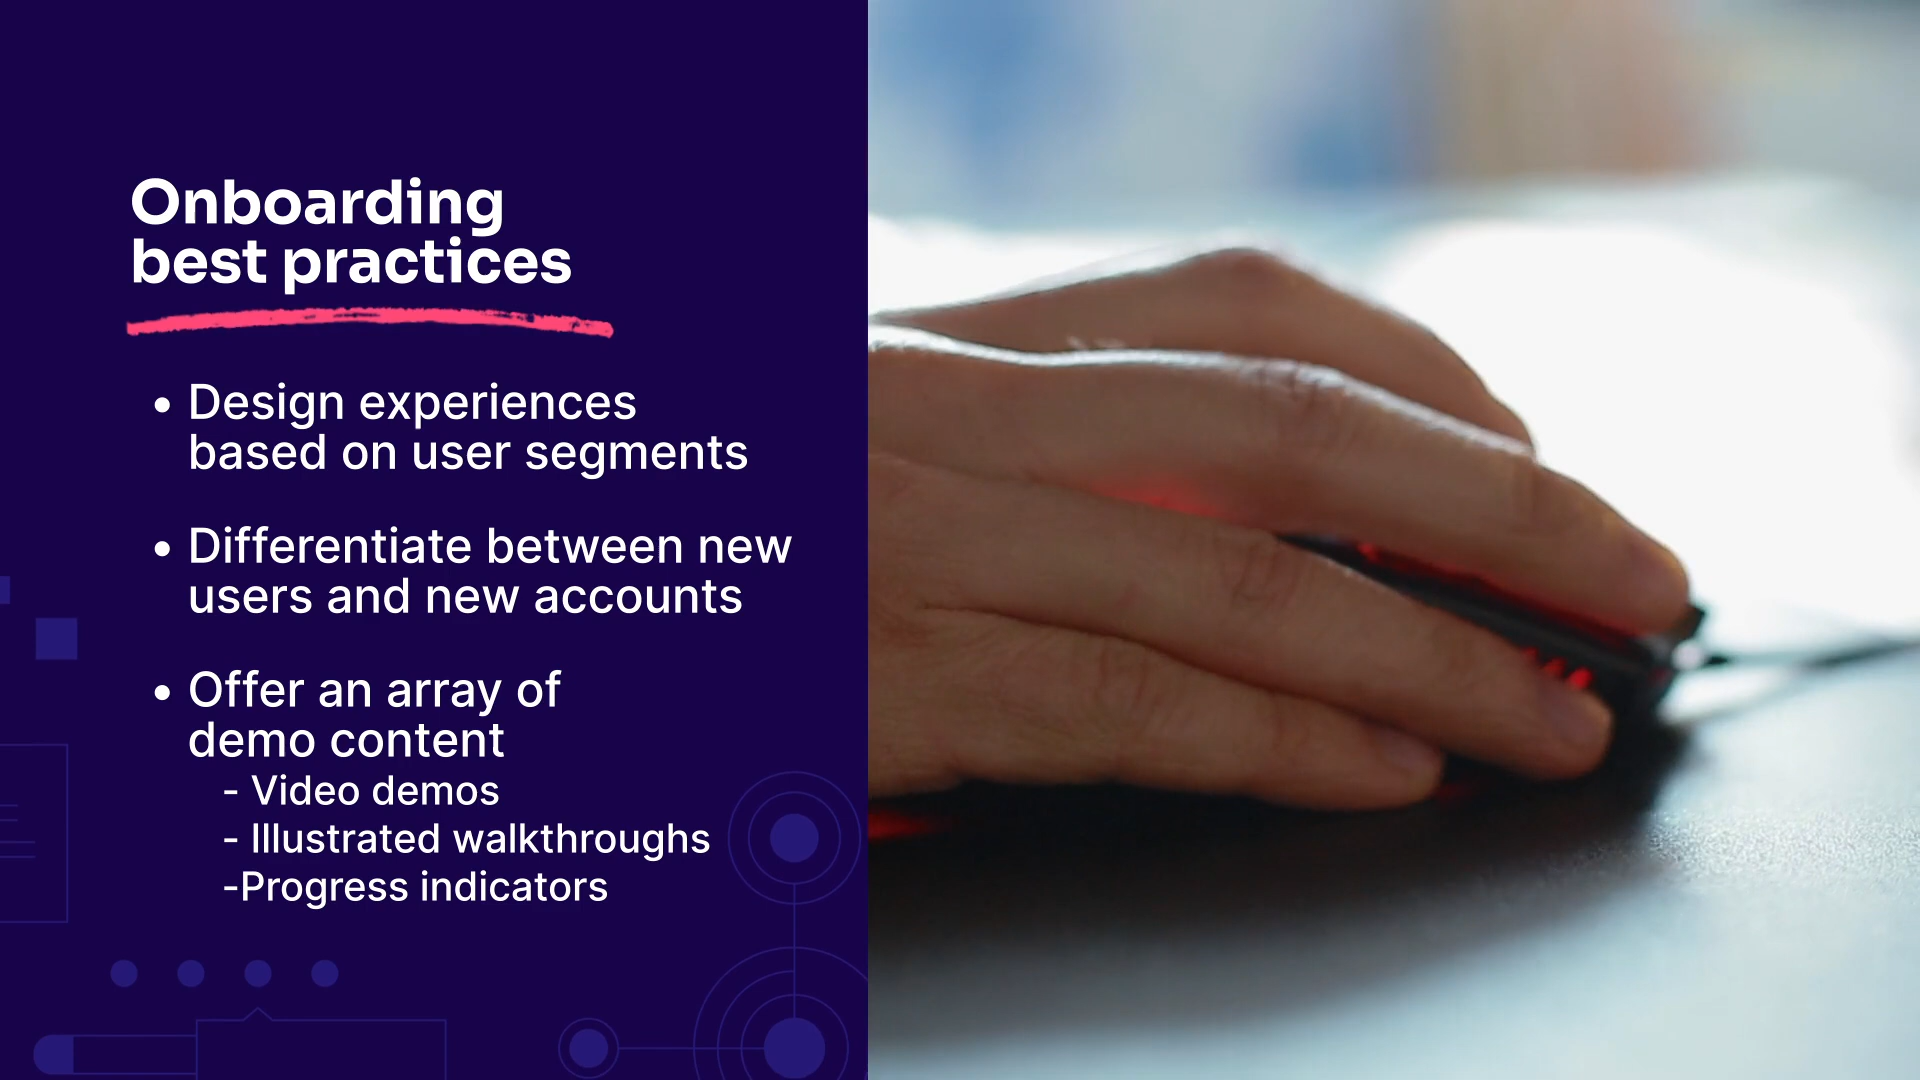 Onboarding
best practices
• Design experiences
based on user segments
• Differentiate between new
users and new accounts
• Offer an array of
demo content
- Video demos
- Illustrated walkthroughs
-Progress indicators